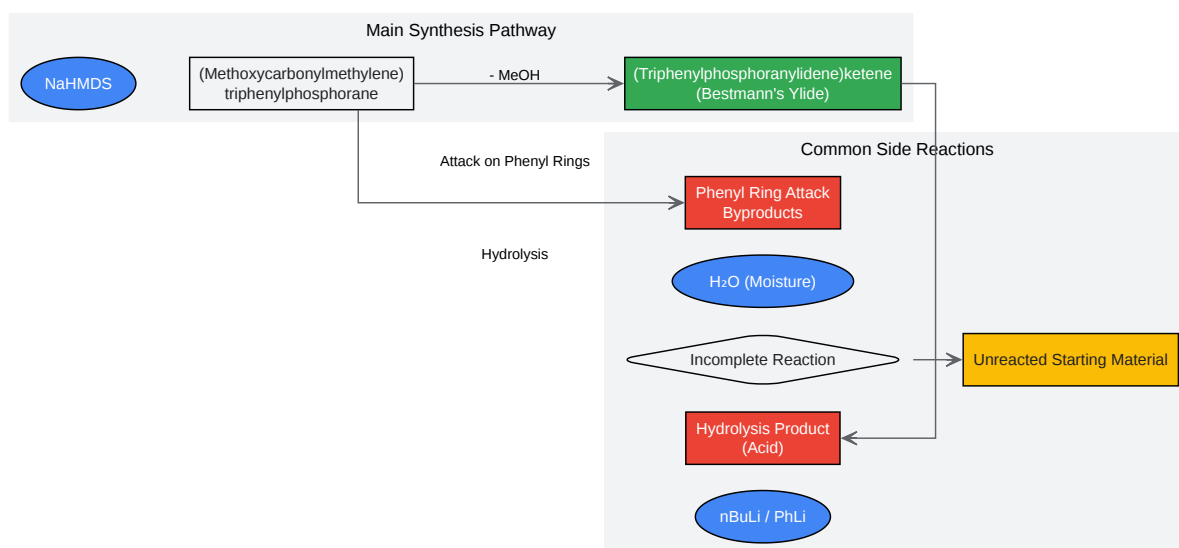 Main Synthesis Pathway
NaHMDS
(Methoxycarbonylmethylene)
triphenylphosphorane
- MeOH
(Triphenylphosphoranylidene)ketene
(Bestmann's Ylide)
Common Side Reactions
Attack on Phenyl Rings
Phenyl Ring Attack
Byproducts
Hydrolysis
H₂O (Moisture)
Incomplete Reaction
Unreacted Starting Material
Hydrolysis Product
(Acid)
nBuLi / PhLi